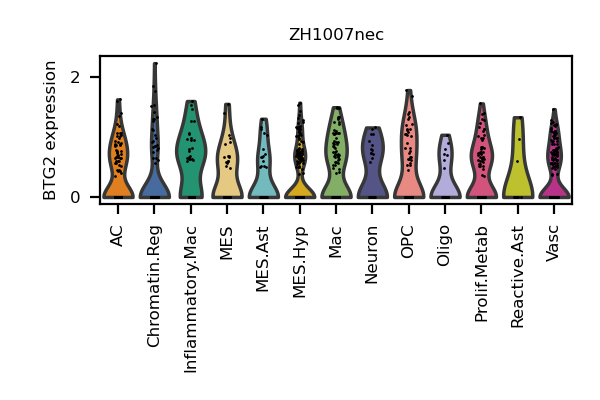 ZH1007nec
BTG2 expression
2
0
AC
Chromatin.Reg
Inflammatory.Mac
MES
MES.Ast
MES.Hyp
Mac
Neuron
OPC
Oligo
Prolif.Metab
Reactive.Ast
Vasc